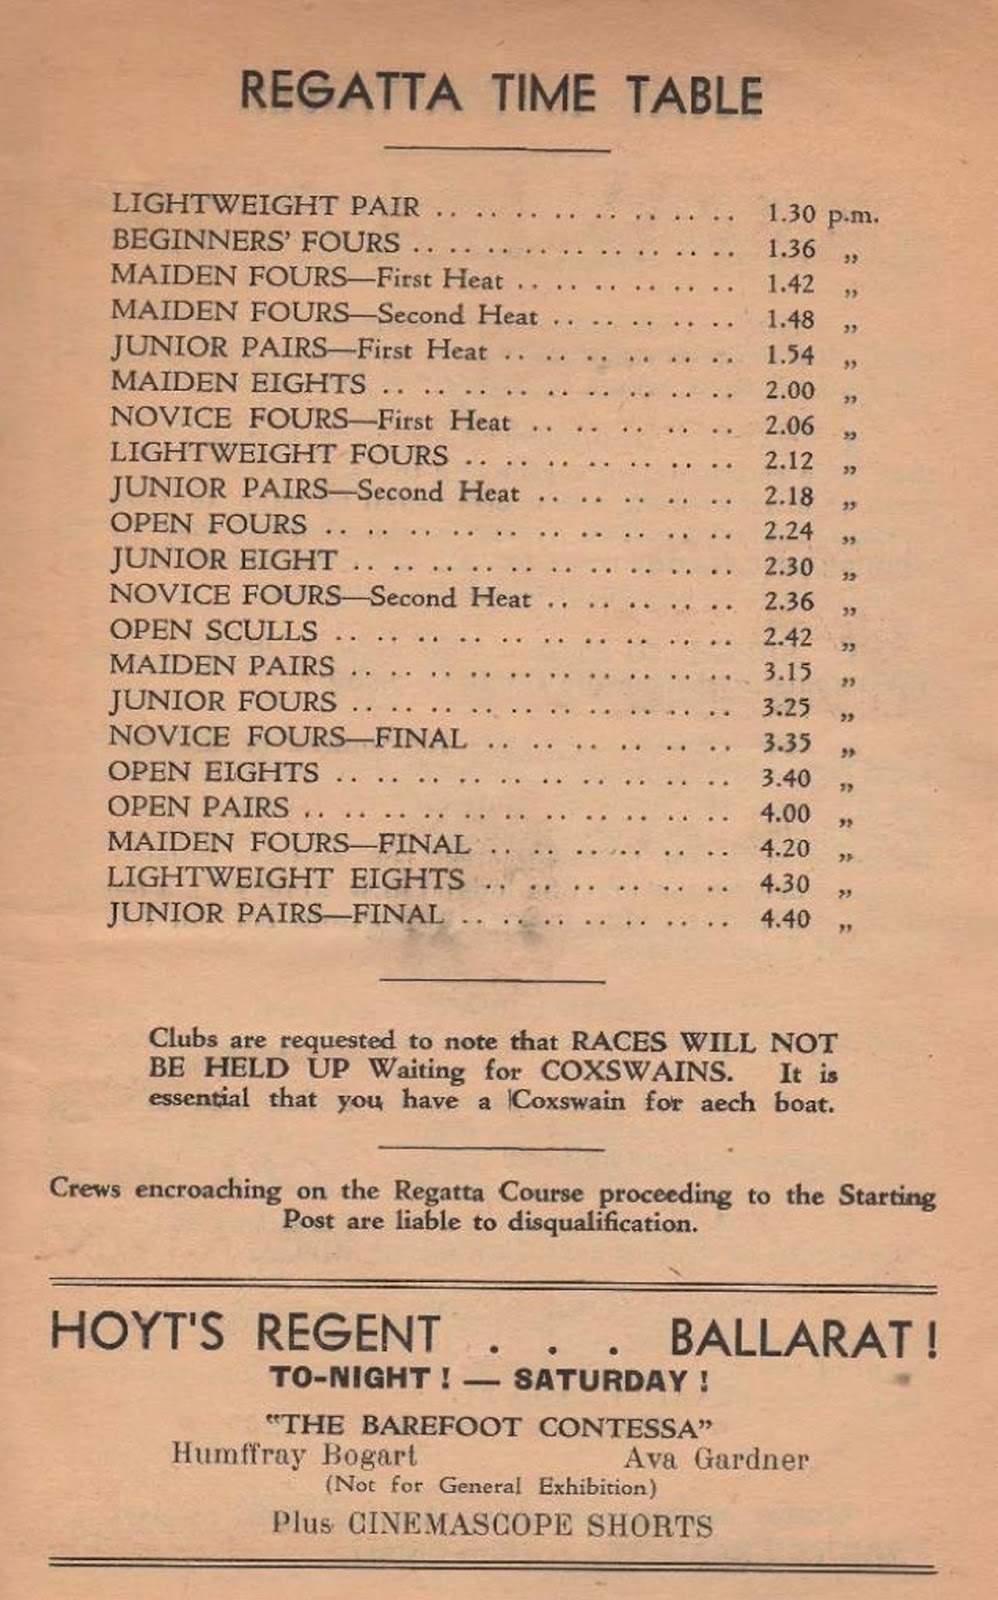 REGATTA TIME TABLE
LIGHTWEIGHT PAIR .. .. .. .. .. .. .. .. 1.30 p.m.
BEGINNERS' FOURS .. .. .. .. .. .. .. .. 1.36 „
MAIDEN FOURS—First Heat .. .. .. .. .. .. 1.42 „
MAIDEN FOURS—Second Heat .. .. .. .. .. 1.48 „
JUNIOR PAIRS—First Heat .. .. .. .. .. .. 1.54 „
MAIDEN EIGHTS .. .. .. .. .. .. .. .. .. 2.00 „
NOVICE FOURS—First Heat .. .. .. .. .. .. 2.06 „
LIGHTWEIGHT FOURS .. .. .. .. .. .. .. 2.12 „
JUNIOR PAIRS—Second Heat .. .. .. .. .. 2.18 „
OPEN FOURS .. .. .. .. .. .. .. .. .. .. 2.24 „
JUNIOR EIGHT .. .. .. .. .. .. .. .. .. .. 2.30 „
NOVICE FOURS—Second Heat .. .. .. .. .. 2.36 „
OPEN SCULLS .. .. .. .. .. .. .. .. .. .. 2.42 „
MAIDEN PAIRS .. .. .. .. .. .. .. .. .. .. 3.15 „
JUNIOR FOURS .. .. .. .. .. .. .. .. .. .. 3.25 „
NOVICE FOURS—FINAL .. .. .. .. .. .. .. 3.35 „
OPEN EIGHTS .. .. .. .. .. .. .. .. .. .. 3.40 „
OPEN PAIRS .. .. .. .. .. .. .. .. .. .. .. 4.00 „
MAIDEN FOURS—FINAL .. .. .. .. .. .. .. 4.20 „
LIGHTWEIGHT EIGHTS .. .. .. .. .. .. .. 4.30 „
JUNIOR PAIRS—FINAL .. .. .. .. .. .. .. 4.40 „
Clubs are requested to note that RACES WILL NOT
BE HELD UP Waiting for COXSWAINS. It is
essential that you have a Coxswain for aech boat.
Crews encroaching on the Regatta Course proceeding to the Starting
Post are liable to disqualification.
HOYT'S REGENT . . . BALLARAT!
TO-NIGHT! — SATURDAY!
"THE BAREFOOT CONTESSA"
Humffray Bogart Ava Gardner
(Not for General Exhibition)
Plus CINEMASCOPE SHORTS